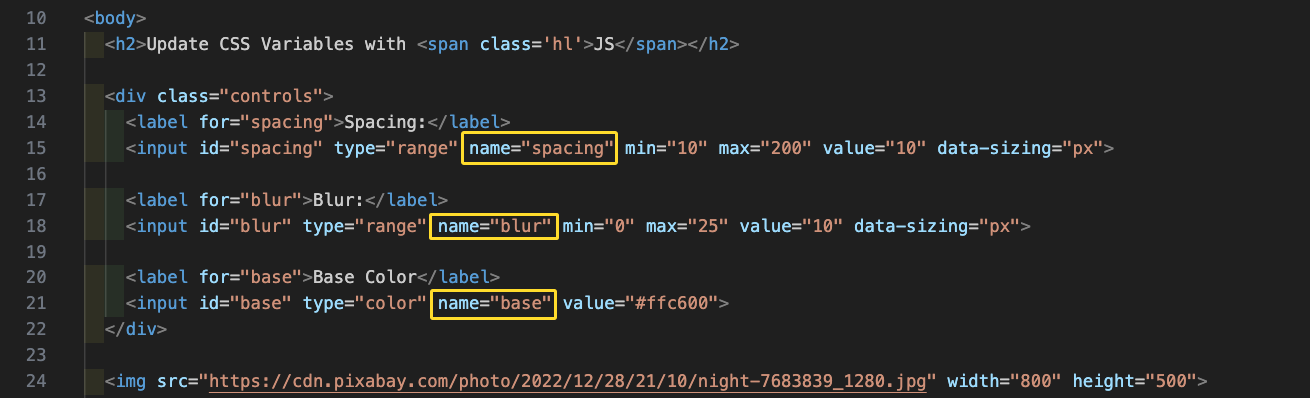 10 <body>
11 <h2>Update CSS Variables with <span class='hl'>JS</span></h2>
12
13 <div class="controls">
14 <label for="spacing">Spacing:</label>
15 <input id="spacing" type="range" name="spacing" min="10" max="200" value="10" data-sizing="px">
16
17 <label for="blur">Blur:</label>
18 <input id="blur" type="range" name="blur" min="0" max="25" value="10" data-sizing="px">
19
20 <label for="base">Base Color</label>
21 <input id="base" type="color" name="base" value="#ffc600">
22 </div>
23
24 <img src="https://cdn.pixabay.com/photo/2022/12/28/21/10/night-7683839_1280.jpg" width="800" height="500">